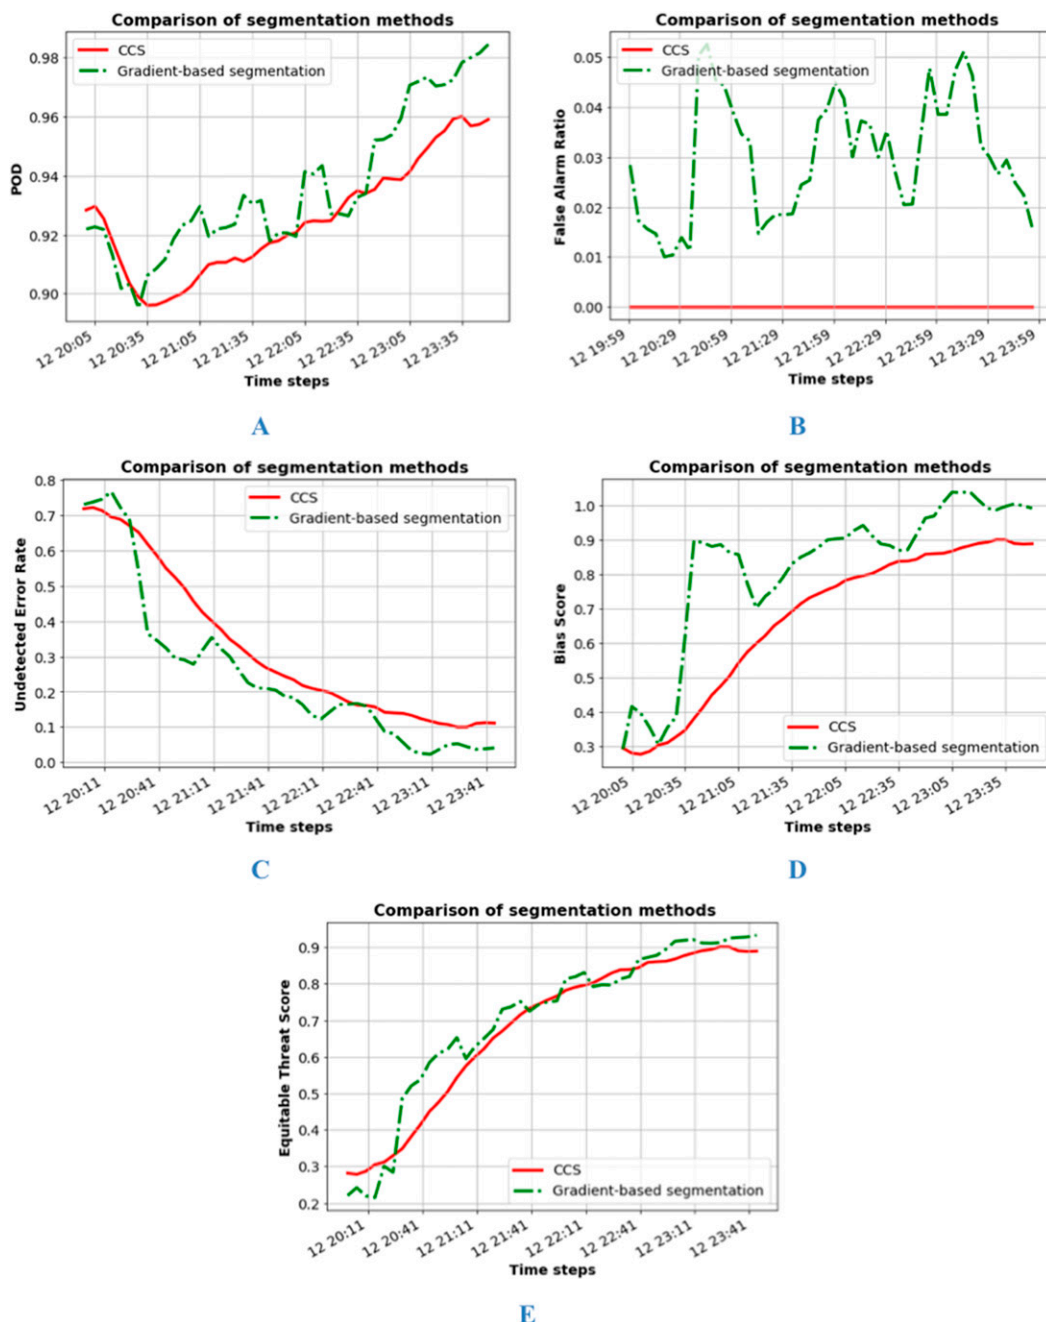 Comparison of segmentation methods
CCS
Gradient-based segmentation
POD
0.98
0.96
0.94
0.92
0.90
12 20:05
12 20:35
12 21:05
12 21:35
12 22:05
12 22:35
12 23:05
12 23:35
Time steps
A
Comparison of segmentation methods
CCS
Gradient-based segmentation
False Alarm Ratio
0.05
0.04
0.03
0.02
0.01
0.00
12 19:59
12 20:29
12 20:59
12 21:29
12 21:59
12 22:29
12 22:59
12 23:29
12 23:59
Time steps
B
Comparison of segmentation methods
CCS
Gradient-based segmentation
Undetected Error Rate
0.8
0.7
0.6
0.5
0.4
0.3
0.2
0.1
0.0
12 20:11
12 20:41
12 21:11
12 21:41
12 22:11
12 22:41
12 23:11
12 23:41
Time steps
C
Comparison of segmentation methods
Bias Score
1.0
0.9
0.8
0.7
0.6
0.5
0.4
0.3
CCS
Gradient-based segmentation
12 20:05
12 20:35
12 21:05
12 21:35
12 22:05
12 22:35
12 23:05
12 23:35
Time steps
D
Comparison of segmentation methods
Equitable Threat Score
0.9
0.8
0.7
0.6
0.5
0.4
0.3
0.2
CCS
Gradient-based segmentation
12 20:11
12 20:41
12 21:11
12 21:41
12 22:11
12 22:41
12 23:11
12 23:41
Time steps
E